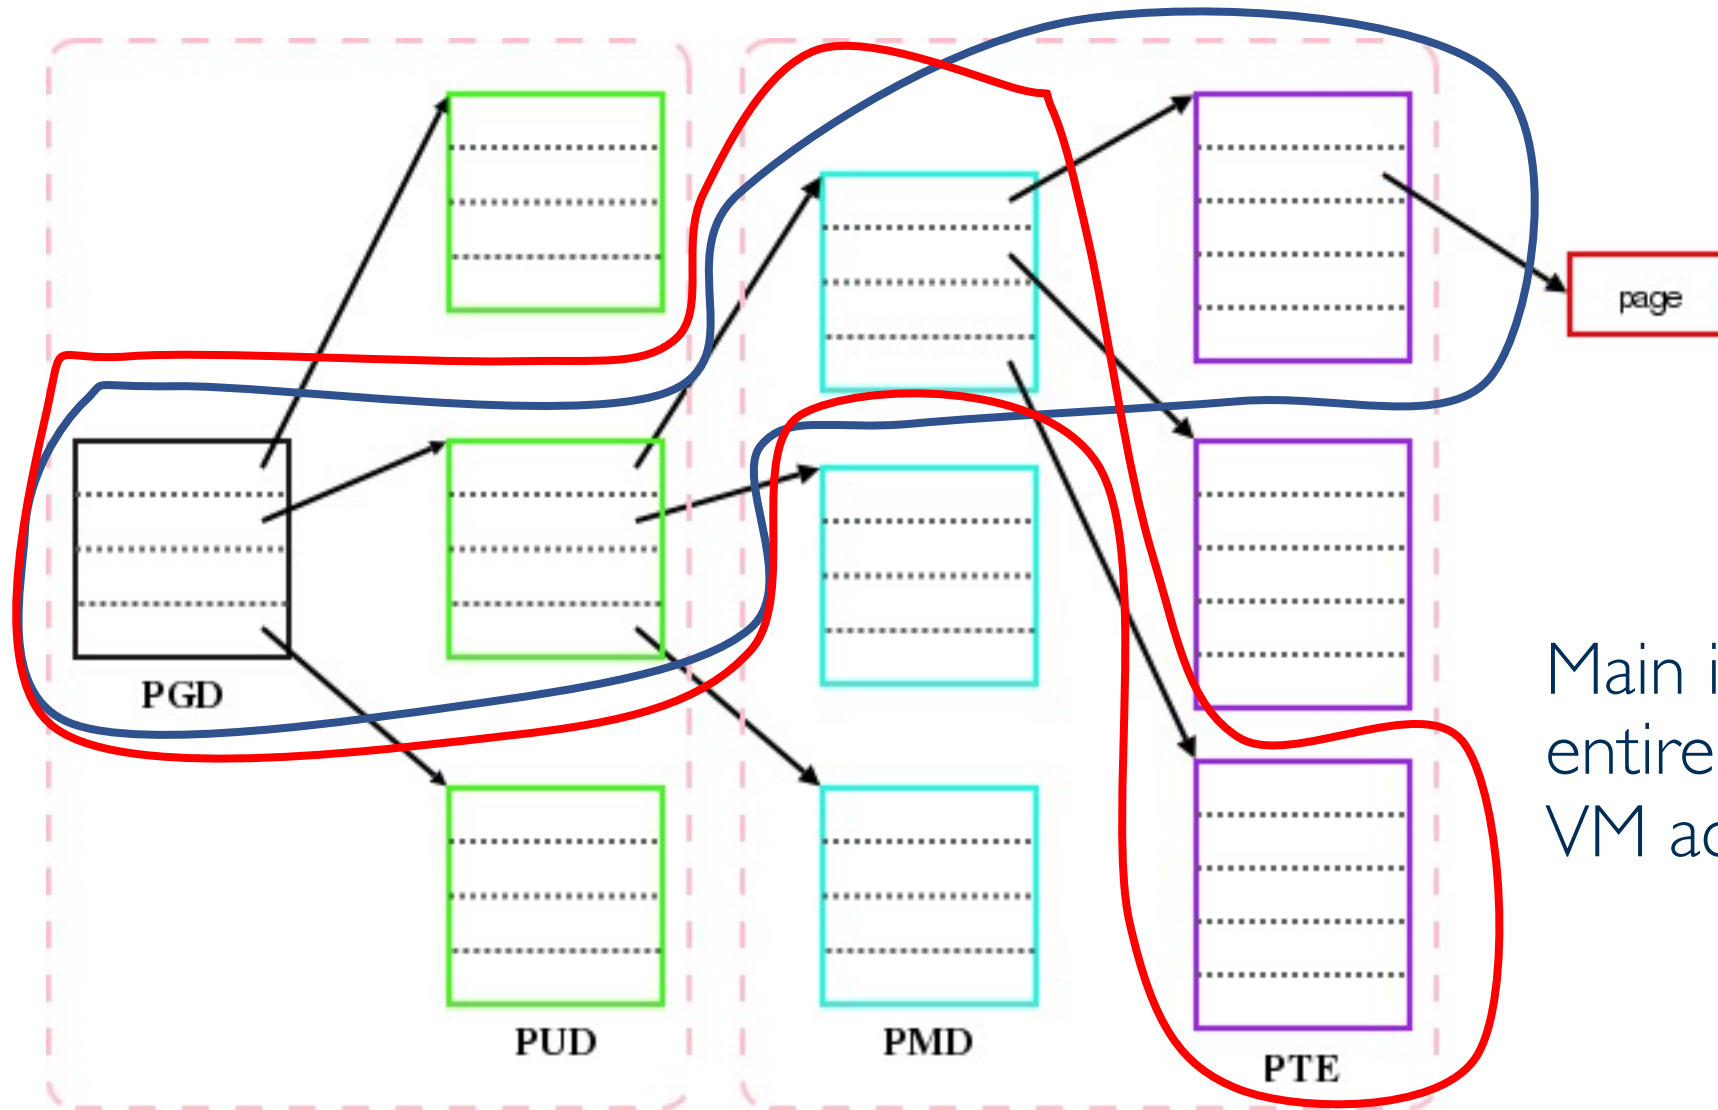 page
PGD
Main i
entire
VM ac
PUD
PMD
PTE